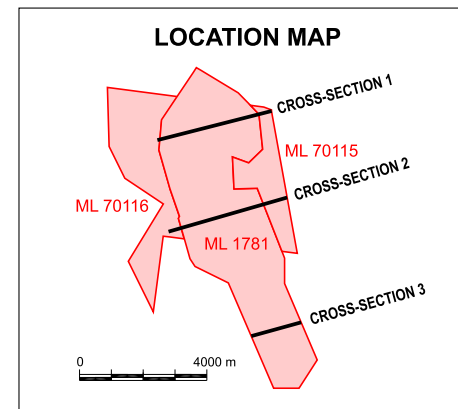 LOCATION MAP
CROSS-SECTION 1
ML 70115
CROSS-SECTION 2
ML 70116
ML 1781
CROSS-SECTION 3
0 4000 m